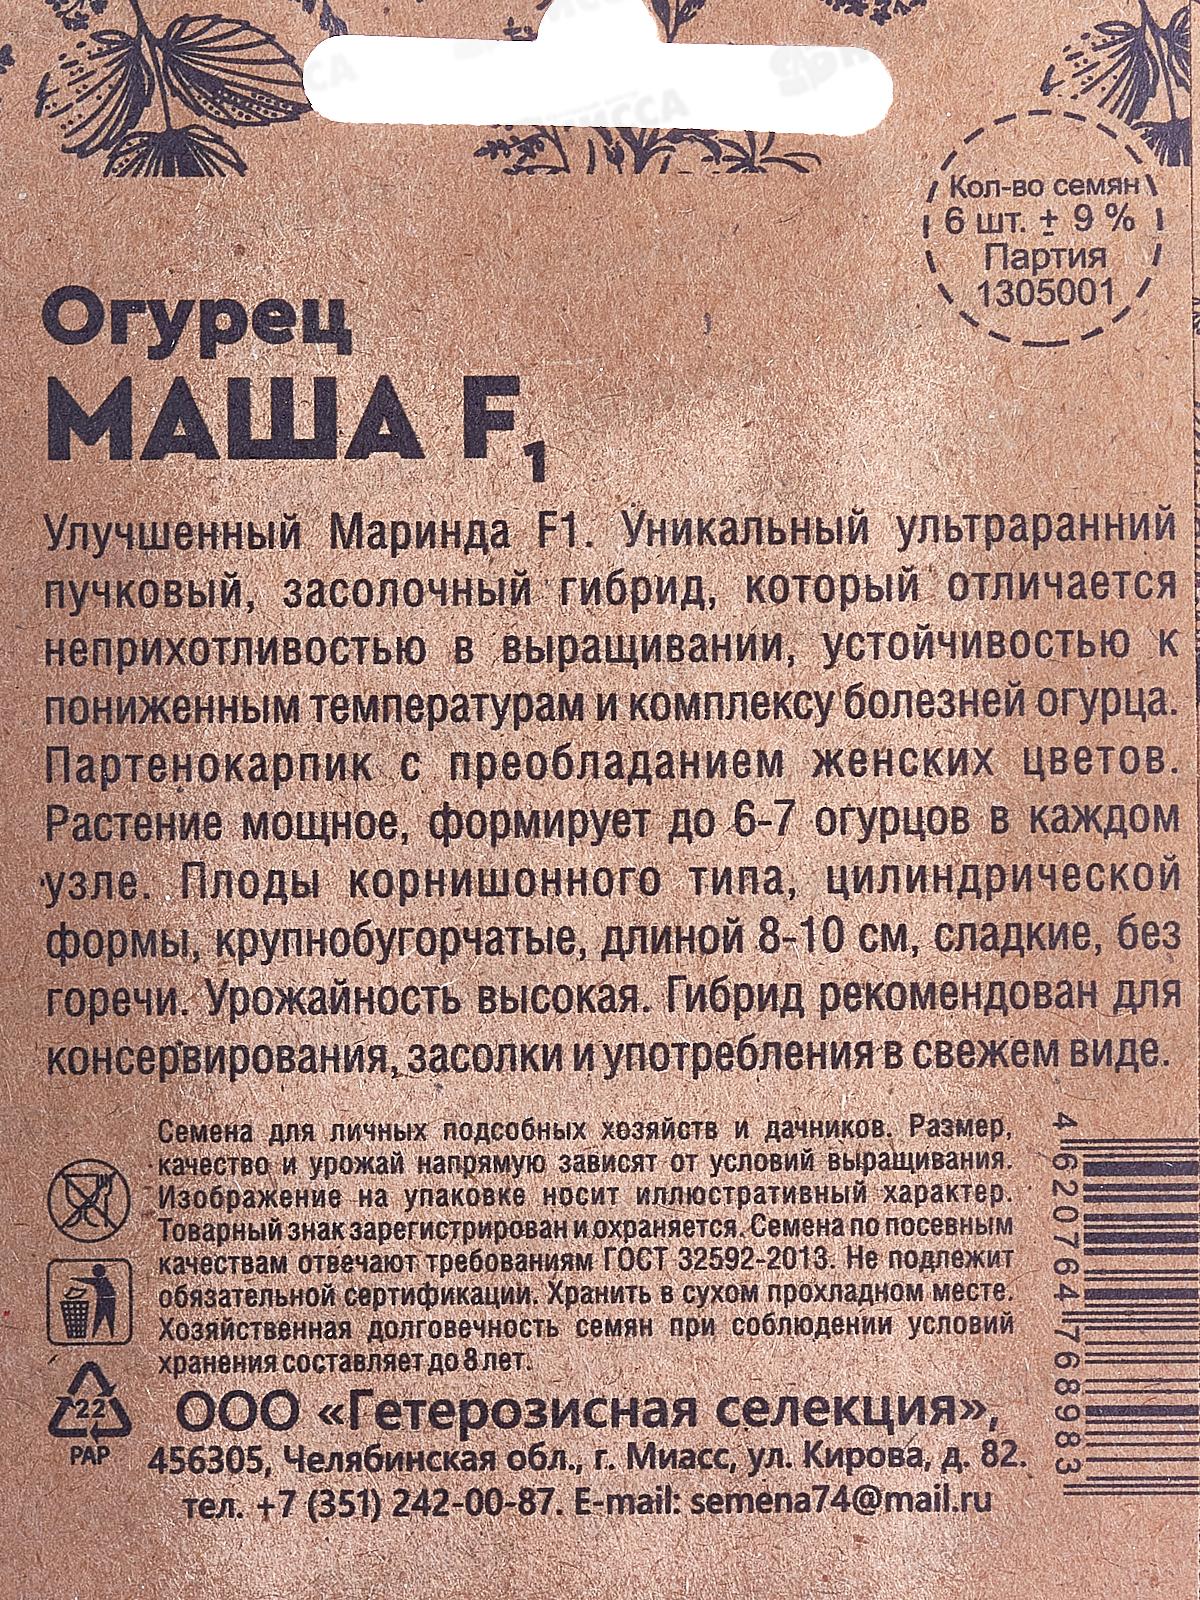 Кол-во семян
6 шт. ± 9 %
Партия
1305001
Огурец
МАША F1
Улучшенный Маринда F1. Уникальный ультраранний
пучковый, засолочный гибрид, который отличается
неприхотливостью в выращивании, устойчивостью к
пониженным температурам и комплексу болезней огурца.
Партенокарпик с преобладанием женских цветов.
Растение мощное, формирует до 6-7 огурцов в каждом
узле. Плоды корнишонного типа, цилиндрической
формы, крупнобугорчатые, длиной 8-10 см, сладкие, без
горечи. Урожайность высокая. Гибрид рекомендован для
консервирования, засолки и употребления в свежем виде.
Семена для личных подсобных хозяйств и дачников. Размер,
качество и урожай напрямую зависят от условий выращивания.
Изображение на упаковке носит иллюстративный характер.
Товарный знак зарегистрирован и охраняется. Семена по посевным
качествам отвечают требованиям ГОСТ 32592-2013. Не подлежит
обязательной сертификации. Хранить в сухом прохладном месте.
Хозяйственная долговечность семян при соблюдении условий
хранения составляет до 8 лет.
22
PAP
ООО «Гетерозисная селекция»,
456305, Челябинская обл., г. Миасс, ул. Кирова, д. 82.
тел. +7 (351) 242-00-87. E-mail: semena74@mail.ru
4 620764 768983